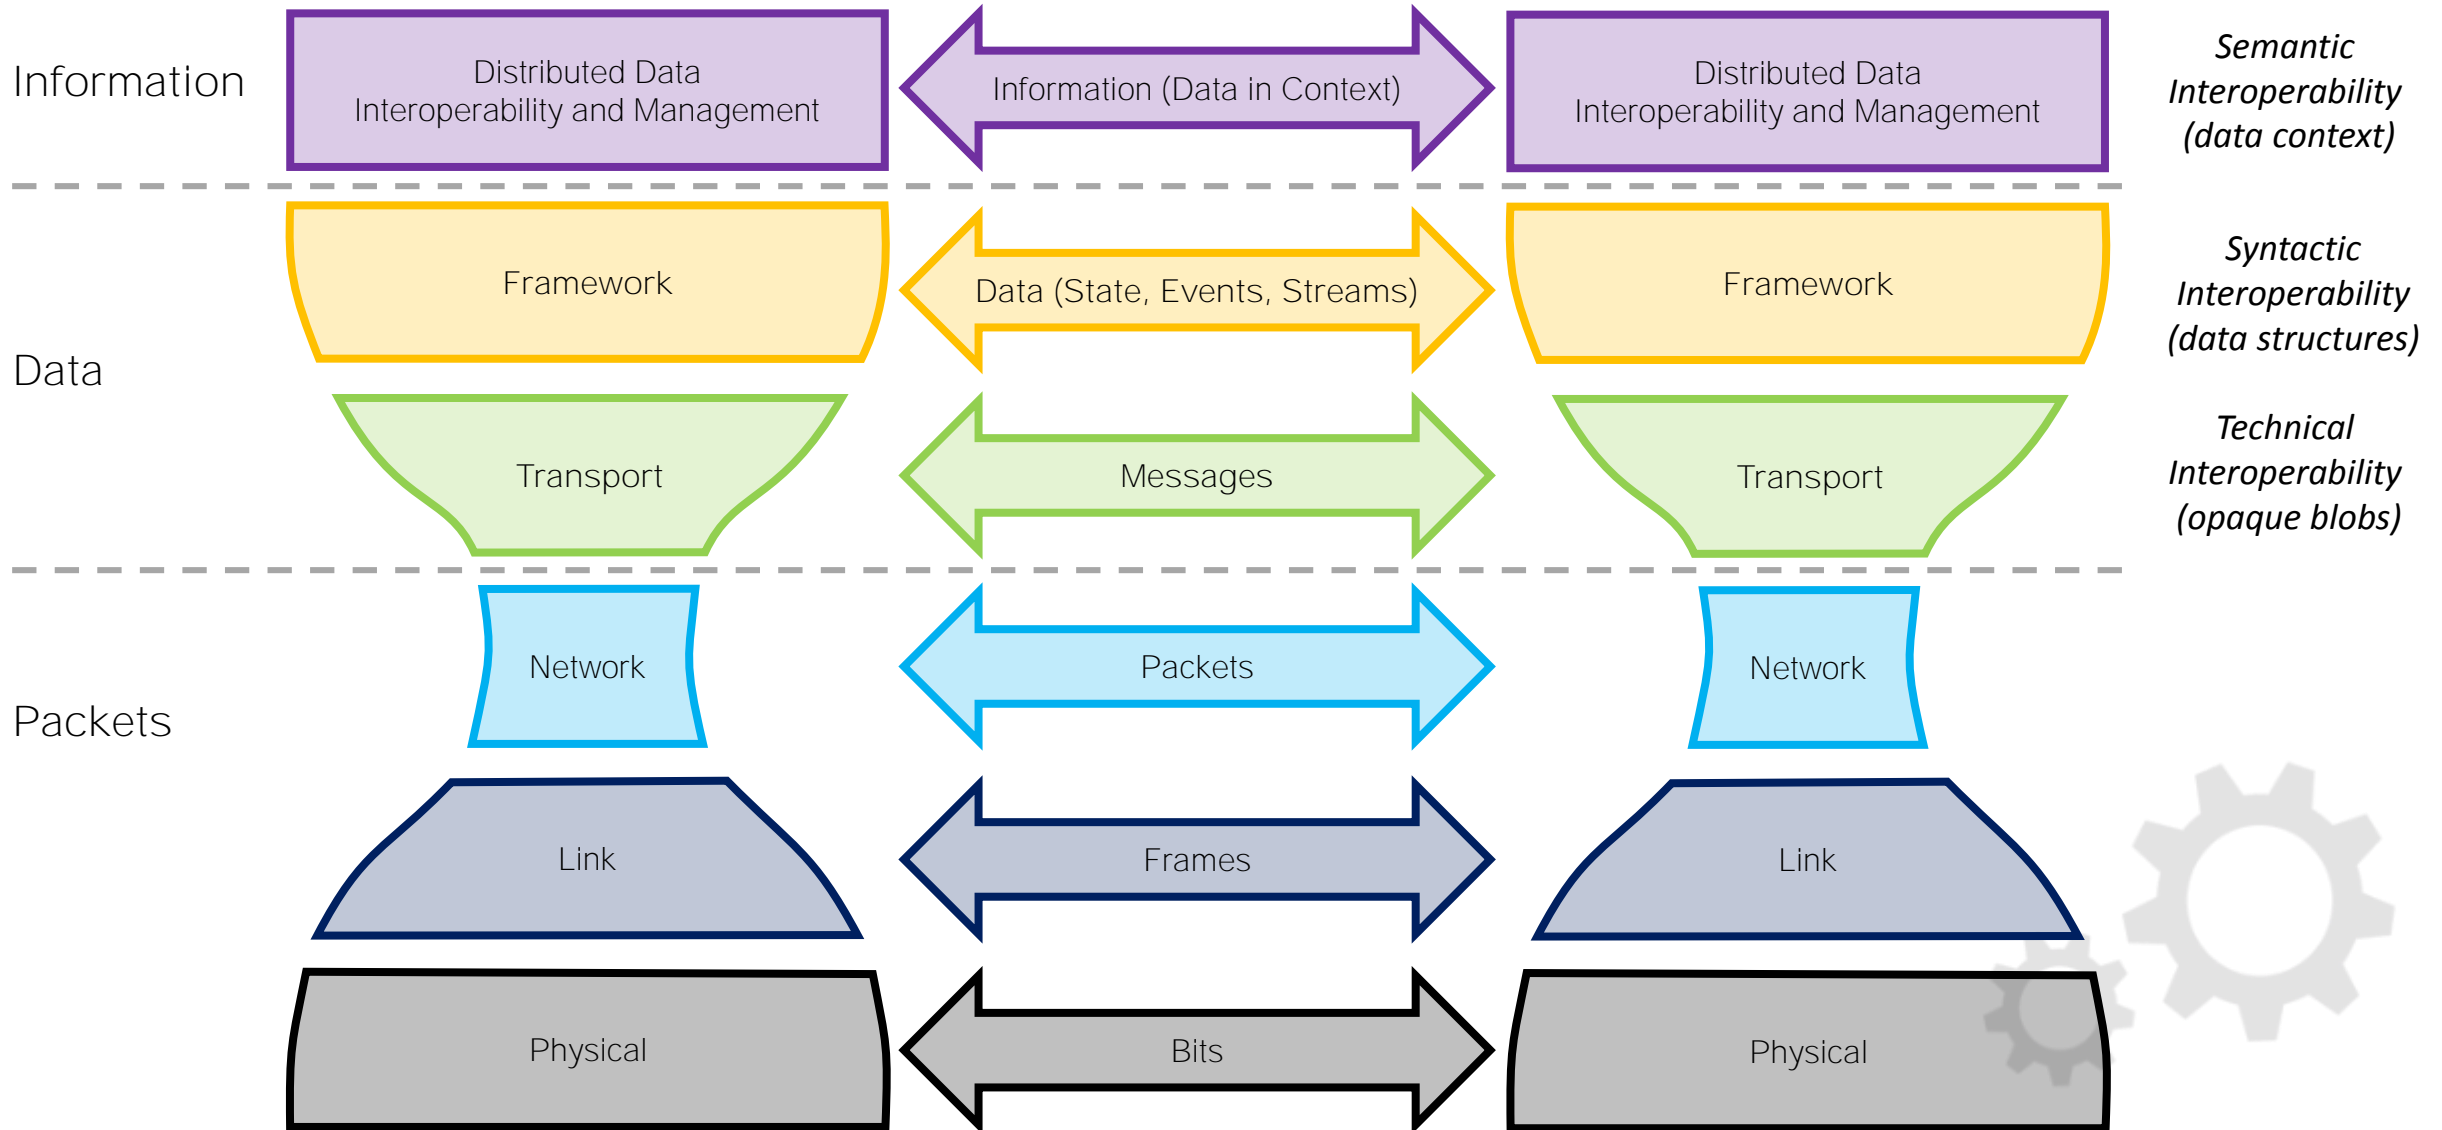 Information
Distributed Data
Interoperability and Management
Information (Data in Context)
Distributed Data
Interoperability and Management
Semantic
Interoperability
(data context)
Data
Framework
Data (State, Events, Streams)
Framework
Syntactic
Interoperability
(data structures)
Transport
Messages
Transport
Technical
Interoperability
(opaque blobs)
Packets
Network
Packets
Network
Link
Frames
Link
Physical
Bits
Physical